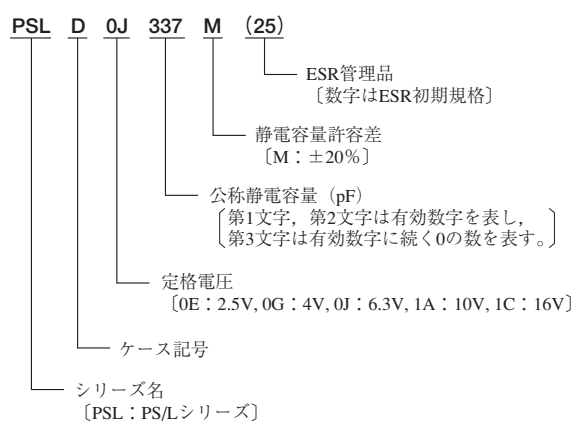 PSL D 0J 337 M (25)
ESR管理品
〔数字はESR初期規格〕
静電容量許容差
〔M：±20%〕
公称静電容量（pF）
第1文字，第2文字は有効数字を表し，
第3文字は有効数字に続く0の数を表す。
定格電圧
〔0E：2.5V, 0G：4V, 0J：6.3V, 1A：10V, 1C：16V〕
ケース記号
シリーズ名
〔PSL：PS/Lシリーズ〕